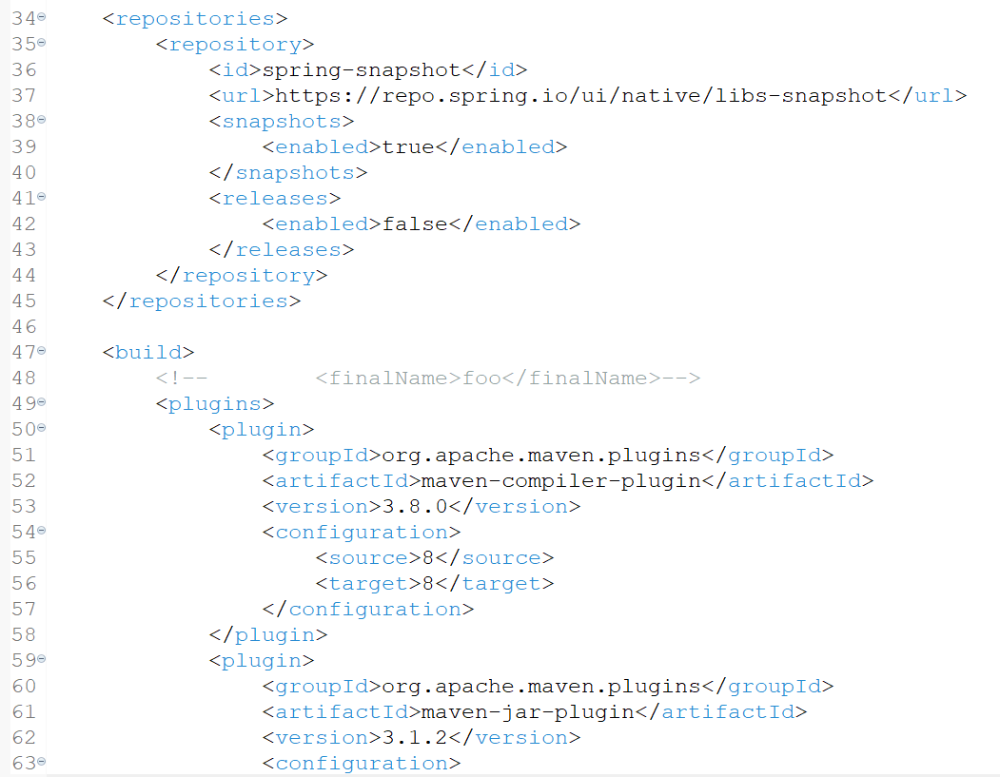 34    <repositories>
35        <repository>
36            <id>spring-snapshot</id>
37            <url>https://repo.spring.io/ui/native/libs-snapshot</url>
38            <snapshots>
39                <enabled>true</enabled>
40            </snapshots>
41            <releases>
42                <enabled>false</enabled>
43            </releases>
44        </repository>
45    </repositories>
46
47    <build>
48        <!--        <finalName>foo</finalName>-->
49        <plugins>
50            <plugin>
51                <groupId>org.apache.maven.plugins</groupId>
52                <artifactId>maven-compiler-plugin</artifactId>
53                <version>3.8.0</version>
54                <configuration>
55                    <source>8</source>
56                    <target>8</target>
57                </configuration>
58            </plugin>
59            <plugin>
60                <groupId>org.apache.maven.plugins</groupId>
61                <artifactId>maven-jar-plugin</artifactId>
62                <version>3.1.2</version>
63                <configuration>